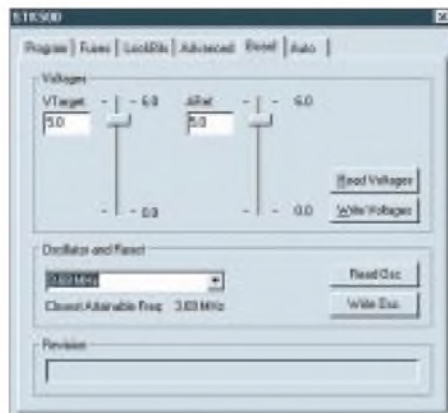 STK500
Program Fuses LockBits Advanced Board Auto
Voltages
VTarget 6.0 ARef 6.0
5.0 5.0
Read Voltages
0.0 0.0 Write Voltages
Oscillator and Reset
MHz Read Osc
Closest Attainable Freq: MHz Write Osc
Revision